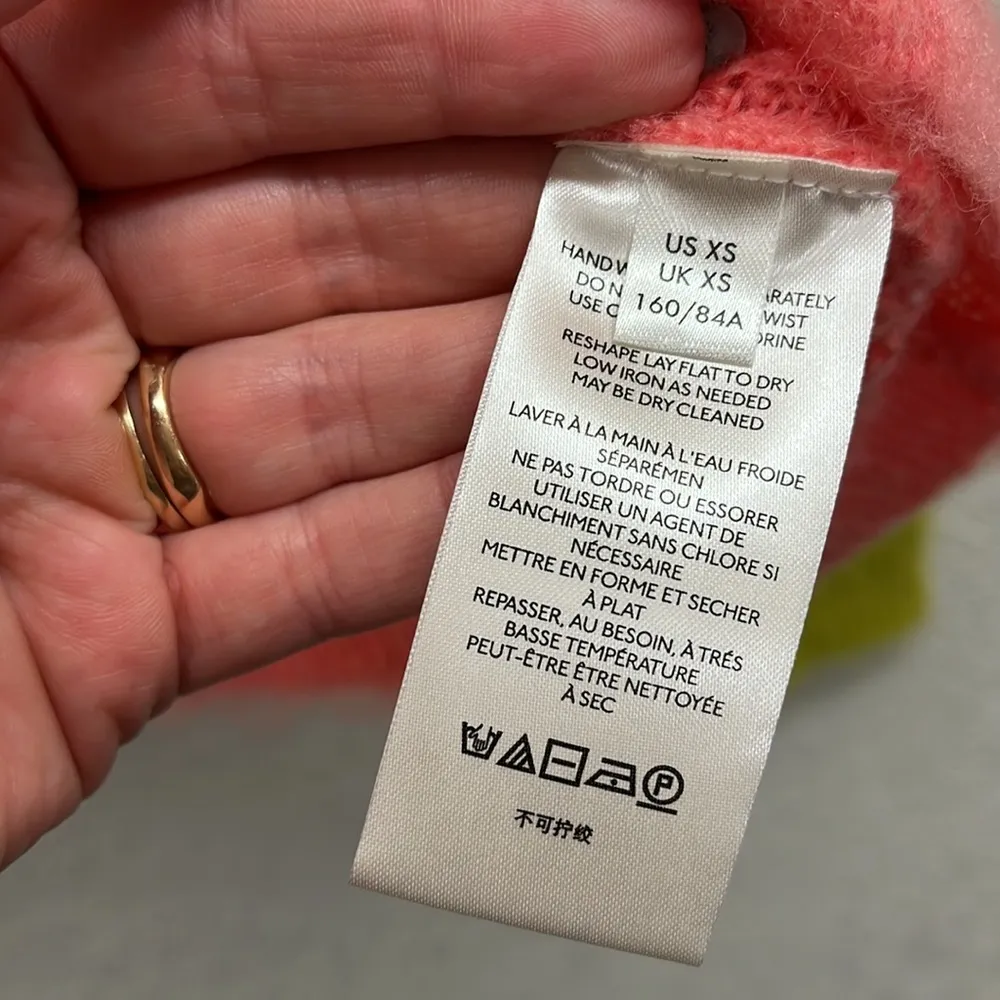 US XS
UK XS
160/84A
HAND
DO
USE
WIST
RESHAPE LAY FLAT TO DRY
LOW IRON AS NEEDED
MAY BE DRY CLEANED
LAVER À LA MAIN À L'EAU FROIDE
SÉPARÉMEN
NE PAS TORDRE OU ESSORER
UTILISER UN AGENT DE
BLANCHIMENT SANS CHLORE SI
NÉCESSAIRE
METTRE EN FORME ET SECHER
À PLAT
REPASSER, AU BESOIN, À TRÉS
BASSE TEMPÉRATURE
PEUT-ÊTRE ÊTRE NETTOYÉE
À SEC
P
不可拧绞